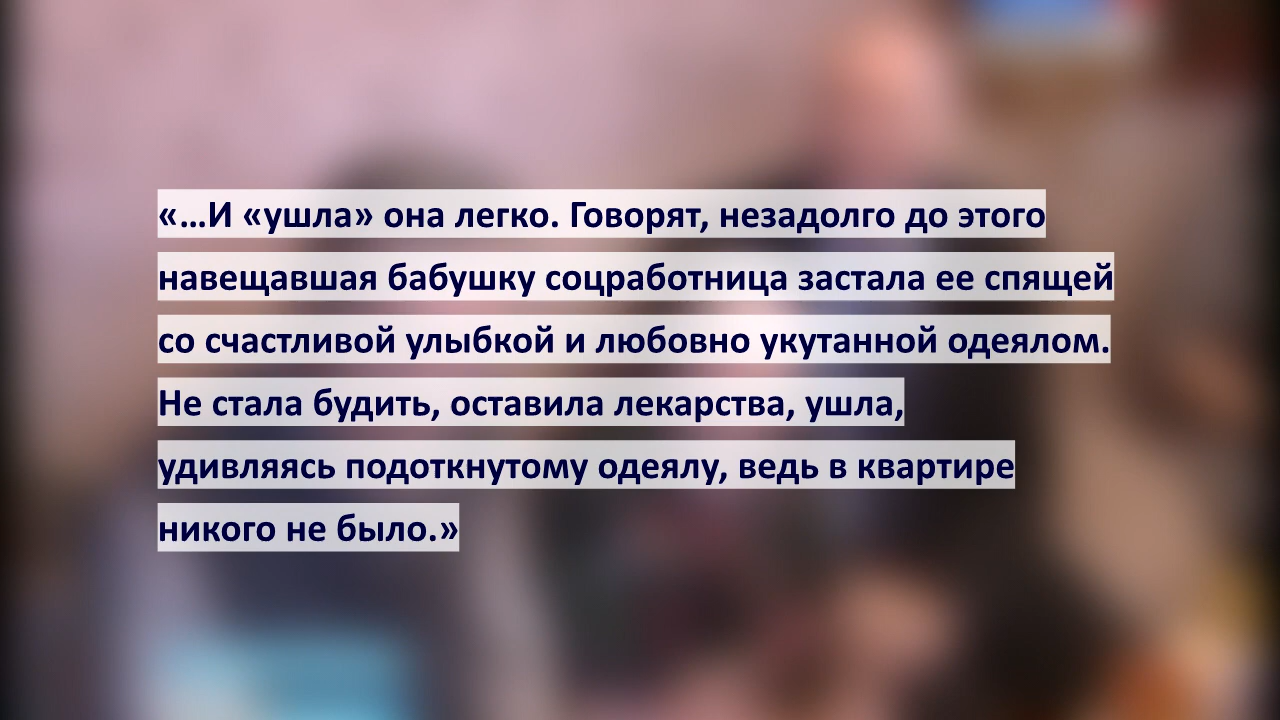 «…И «ушла» она легко. Говорят, незадолго до этого
навещавшая бабушку соцработница застала ее спящей
со счастливой улыбкой и любовно укутанной одеялом.
Не стала будить, оставила лекарства, ушла,
удивляясь подоткнутому одеялу, ведь в квартире
никого не было.»